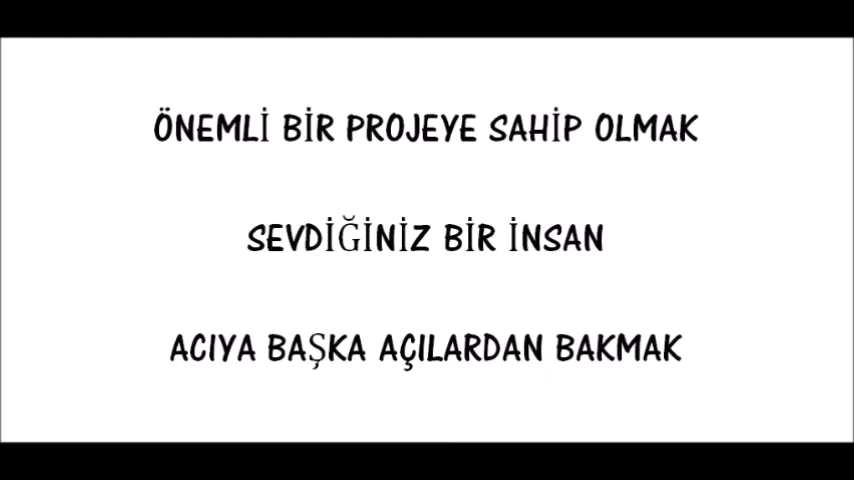 ÖNEMLİ BİR PROJEYE SAHİP OLMAK
SEVDİĞİNİZ BİR İNSAN
ACIYA BAŞKA AÇILARDAN BAKMAK